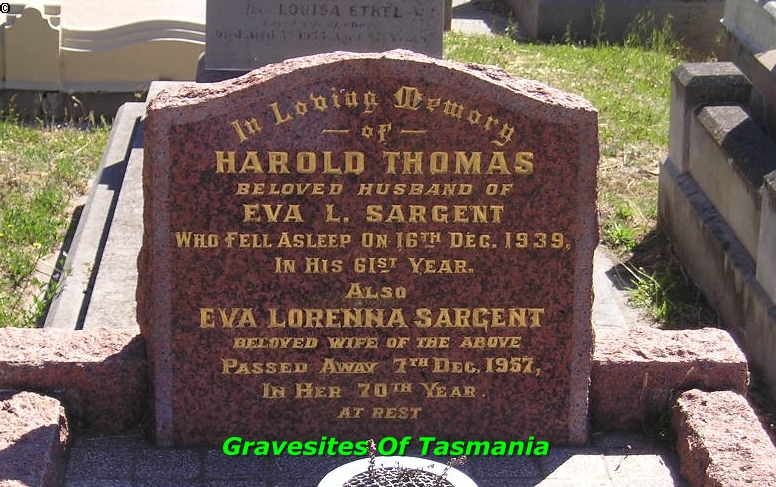 ©
LOUISA ETHEL
In Loving Memory
— of —
HAROLD THOMAS
BELOVED HUSBAND OF
EVA L. SARGENT
WHO FELL ASLEEP ON 16TH DEC. 1939,
IN HIS 61ST YEAR.
ALSO
EVA LORENNA SARGENT
BELOVED WIFE OF THE ABOVE
PASSED AWAY 7TH DEC. 1957,
IN HER 70TH YEAR.
AT REST
Gravesites Of Tasmania